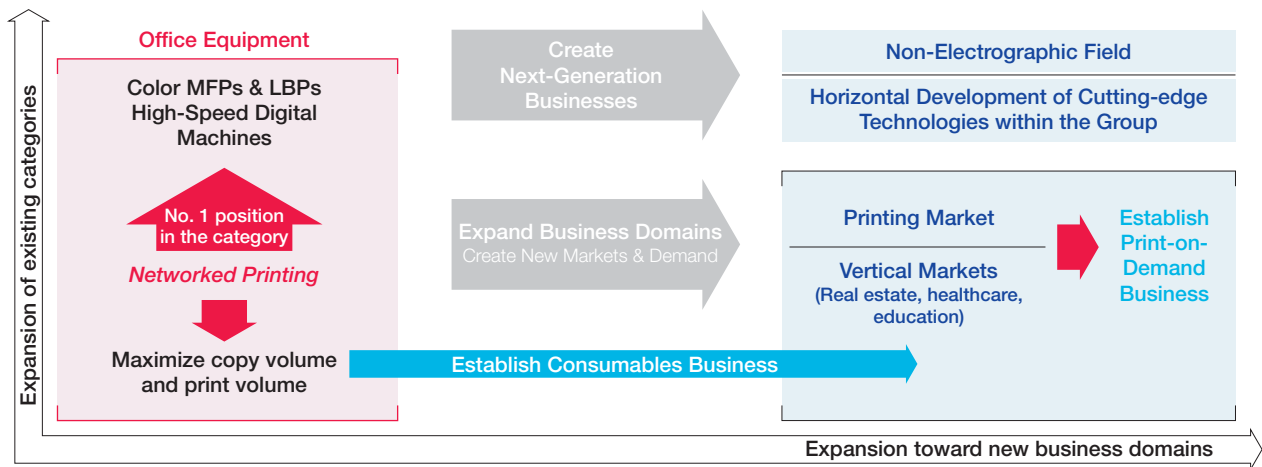 Expansion of existing categories
Office Equipment
Color MFPs & LBPs
High-Speed Digital
Machines
No. 1 position
in the category
Networked Printing
Maximize copy volume
and print volume
Create
Next-Generation
Businesses
Expand Business Domains
Create New Markets & Demand
Establish Consumables Business
Non-Electrographic Field
Horizontal Development of Cutting-edge
Technologies within the Group
Printing Market
Vertical Markets
(Real estate, healthcare,
education)
Establish
Print-on-
Demand
Business
Expansion toward new business domains